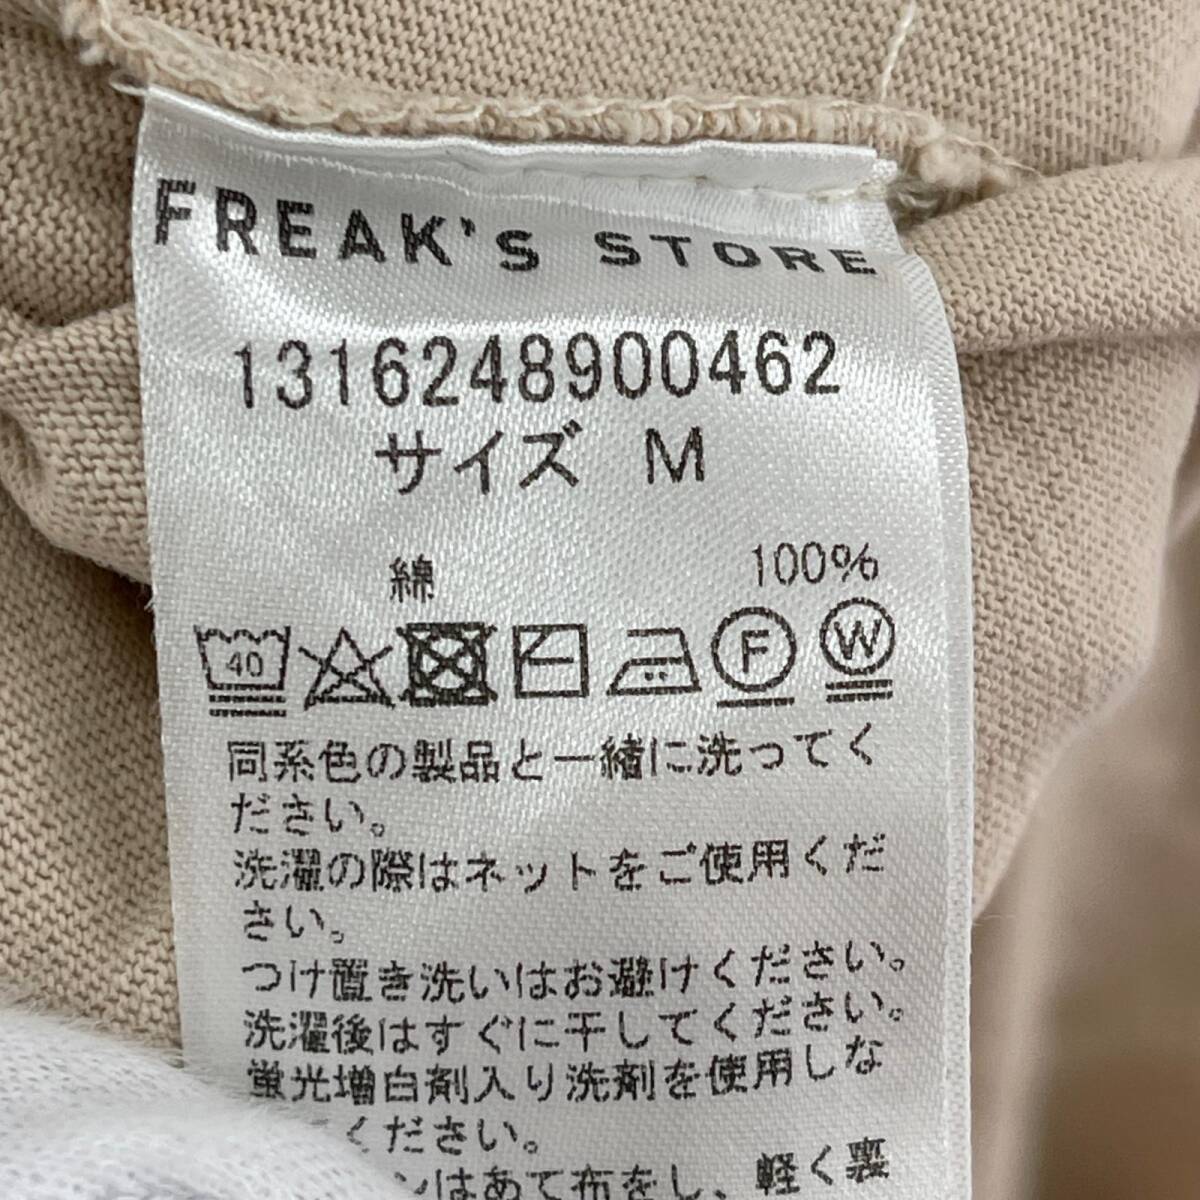 FREAK'S STORE
1316248900462
サイズ M
綿 100%
40 F W
同系色の製品と一緒に洗ってく
ださい。
洗濯の際はネットをご使用くだ
さい。
つけ置き洗いはお避けください。
洗濯後はすぐに干してください。
蛍光増白剤入り洗剤を使用しな
ください。
はあて布をし、軽く裏